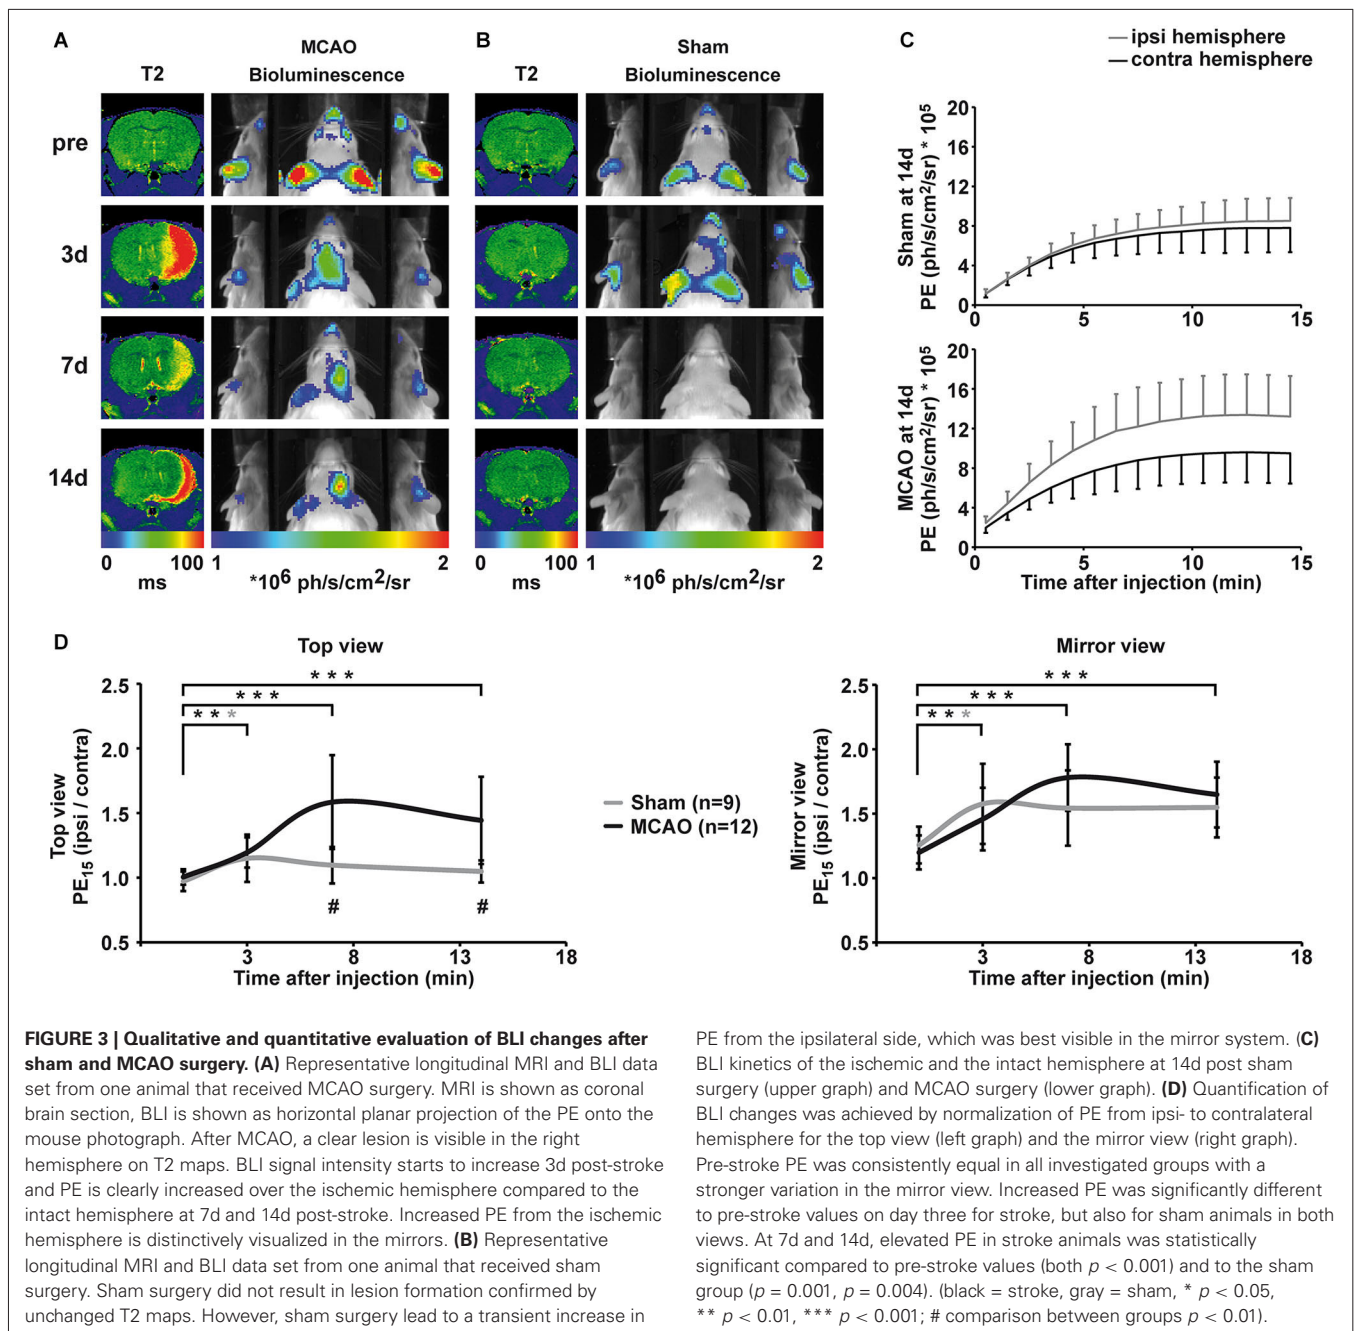 A
MCAO
T2
Bioluminescence
B
Sham
T2
Bioluminescence
C
ipsi hemisphere
contra hemisphere
pre
3d
7d
14d
0 100
ms
1 2
*10⁶ ph/s/cm²/sr
0 100
ms
1 2
*10⁶ ph/s/cm²/sr
Sham at 14d
PE (ph/s/cm²/sr) * 10⁵
20
16
12
8
4
0
0 5 10 15
MCAO at 14d
PE (ph/s/cm²/sr) * 10⁵
20
16
12
8
4
0
0 5 10 15
Time after injection (min)
D
Top view
* * *
* * *
* * *
Top view
PE₁₅ (ipsi / contra)
2.5
2.0
1.5
1.0
0.5
# #
3 8 13 18
Time after injection (min)
Sham (n=9)
MCAO (n=12)
Mirror view
* * *
* * *
* * *
Mirror view
PE₁₅ (ipsi / contra)
2.5
2.0
1.5
1.0
0.5
3 8 13 18
Time after injection (min)
FIGURE 3 | Qualitative and quantitative evaluation of BLI changes after
sham and MCAO surgery. (A) Representative longitudinal MRI and BLI data
set from one animal that received MCAO surgery. MRI is shown as coronal
brain section, BLI is shown as horizontal planar projection of the PE onto the
mouse photograph. After MCAO, a clear lesion is visible in the right
hemisphere on T2 maps. BLI signal intensity starts to increase 3d post-stroke
and PE is clearly increased over the ischemic hemisphere compared to the
intact hemisphere at 7d and 14d post-stroke. Increased PE from the ischemic
hemisphere is distinctively visualized in the mirrors. (B) Representative
longitudinal MRI and BLI data set from one animal that received sham
surgery. Sham surgery did not result in lesion formation confirmed by
unchanged T2 maps. However, sham surgery lead to a transient increase in
PE from the ipsilateral side, which was best visible in the mirror system. (C)
BLI kinetics of the ischemic and the intact hemisphere at 14d post sham
surgery (upper graph) and MCAO surgery (lower graph). (D) Quantification of
BLI changes was achieved by normalization of PE from ipsi- to contralateral
hemisphere for the top view (left graph) and the mirror view (right graph).
Pre-stroke PE was consistently equal in all investigated groups with a
stronger variation in the mirror view. Increased PE was significantly different
to pre-stroke values on day three for stroke, but also for sham animals in both
views. At 7d and 14d, elevated PE in stroke animals was statistically
significant compared to pre-stroke values (both p < 0.001) and to the sham
group (p = 0.001, p = 0.004). (black = stroke, gray = sham, * p < 0.05,
** p < 0.01, *** p < 0.001; # comparison between groups p < 0.01).